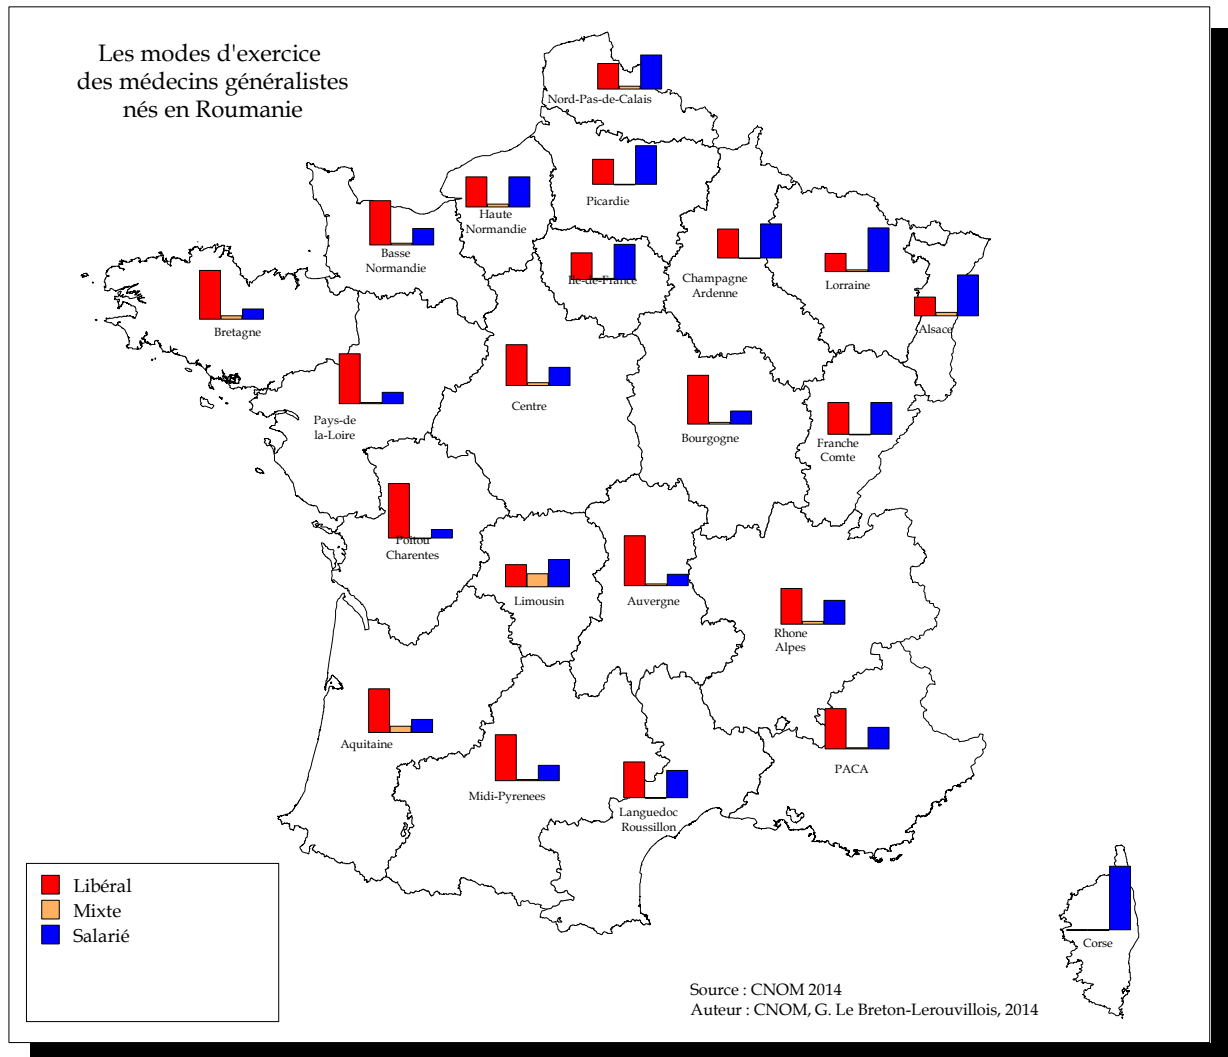 Les modes d'exercice
des médecins généralistes
nés en Roumanie
Nord-Pas-de-Calais
Picardie
Haute
Normandie
Basse
Normandie
Ile-de-France
Champagne
Ardenne
Lorraine
Alsace
Bretagne
Pays-de
la-Loire
Centre
Bourgogne
Franche
Comte
Poitou
Charentes
Limousin
Auvergne
Rhone
Alpes
Aquitaine
Midi-Pyrenees
Languedoc
Roussillon
PACA
Corse
Libéral
Mixte
Salarié
Source : CNOM 2014
Auteur : CNOM, G. Le Breton-Lerouvillois, 2014